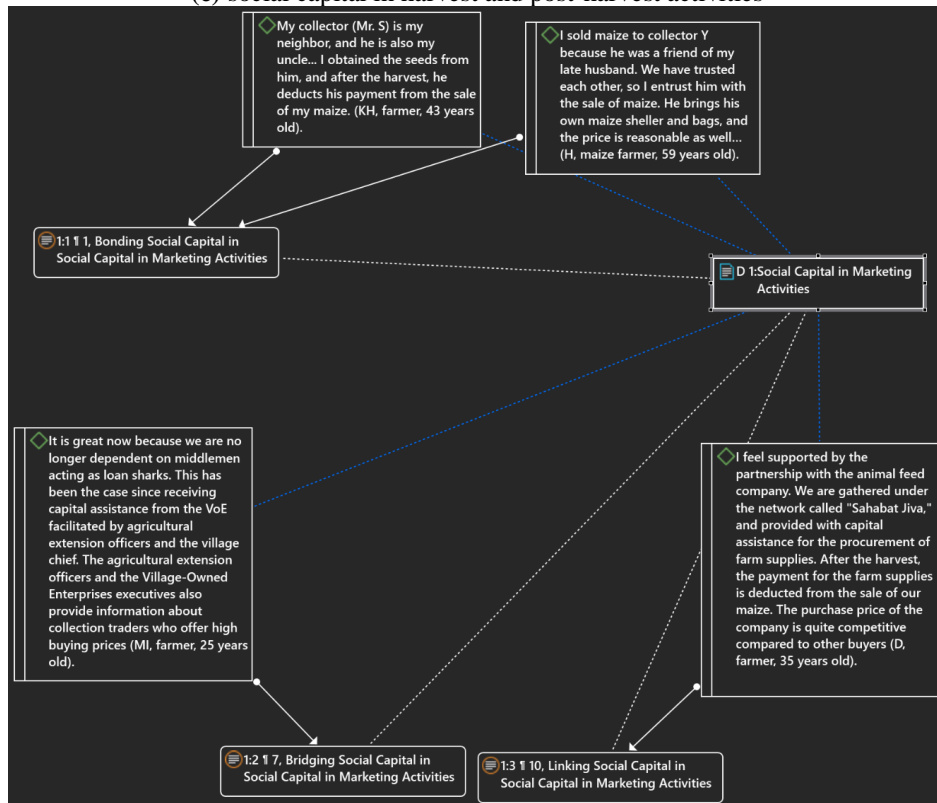 (c) social capital in harvest and post-harvest activities
My collector (Mr. S) is my
neighbor, and he is also my
uncle... I obtained the seeds from
him, and after the harvest, he
deducts his payment from the sale
of my maize. (KH, farmer, 43 years
old).
I sold maize to collector Y
because he was a friend of my
late husband. We have trusted
each other, so I entrust him with
the sale of maize. He brings his
own maize sheller and bags, and
the price is reasonable as well...
(H, maize farmer, 59 years old).
1:1 ¶ 1, Bonding Social Capital in
Social Capital in Marketing Activities
D 1:Social Capital in Marketing
Activities
It is great now because we are no
longer dependent on middlemen
acting as loan sharks. This has
been the case since receiving
capital assistance from the VoE
facilitated by agricultural
extension officers and the village
chief. The agricultural extension
officers and the Village-Owned
Enterprises executives also
provide information about
collection traders who offer high
buying prices (MI, farmer, 25 years
old).
I feel supported by the
partnership with the animal feed
company. We are gathered under
the network called "Sahabat Jiva,"
and provided with capital
assistance for the procurement of
farm supplies. After the harvest,
the payment for the farm supplies
is deducted from the sale of our
maize. The purchase price of the
company is quite competitive
compared to other buyers (D,
farmer, 35 years old).
1:2 ¶ 7, Bridging Social Capital in
Social Capital in Marketing Activities
1:3 ¶ 10, Linking Social Capital in
Social Capital in Marketing Activities